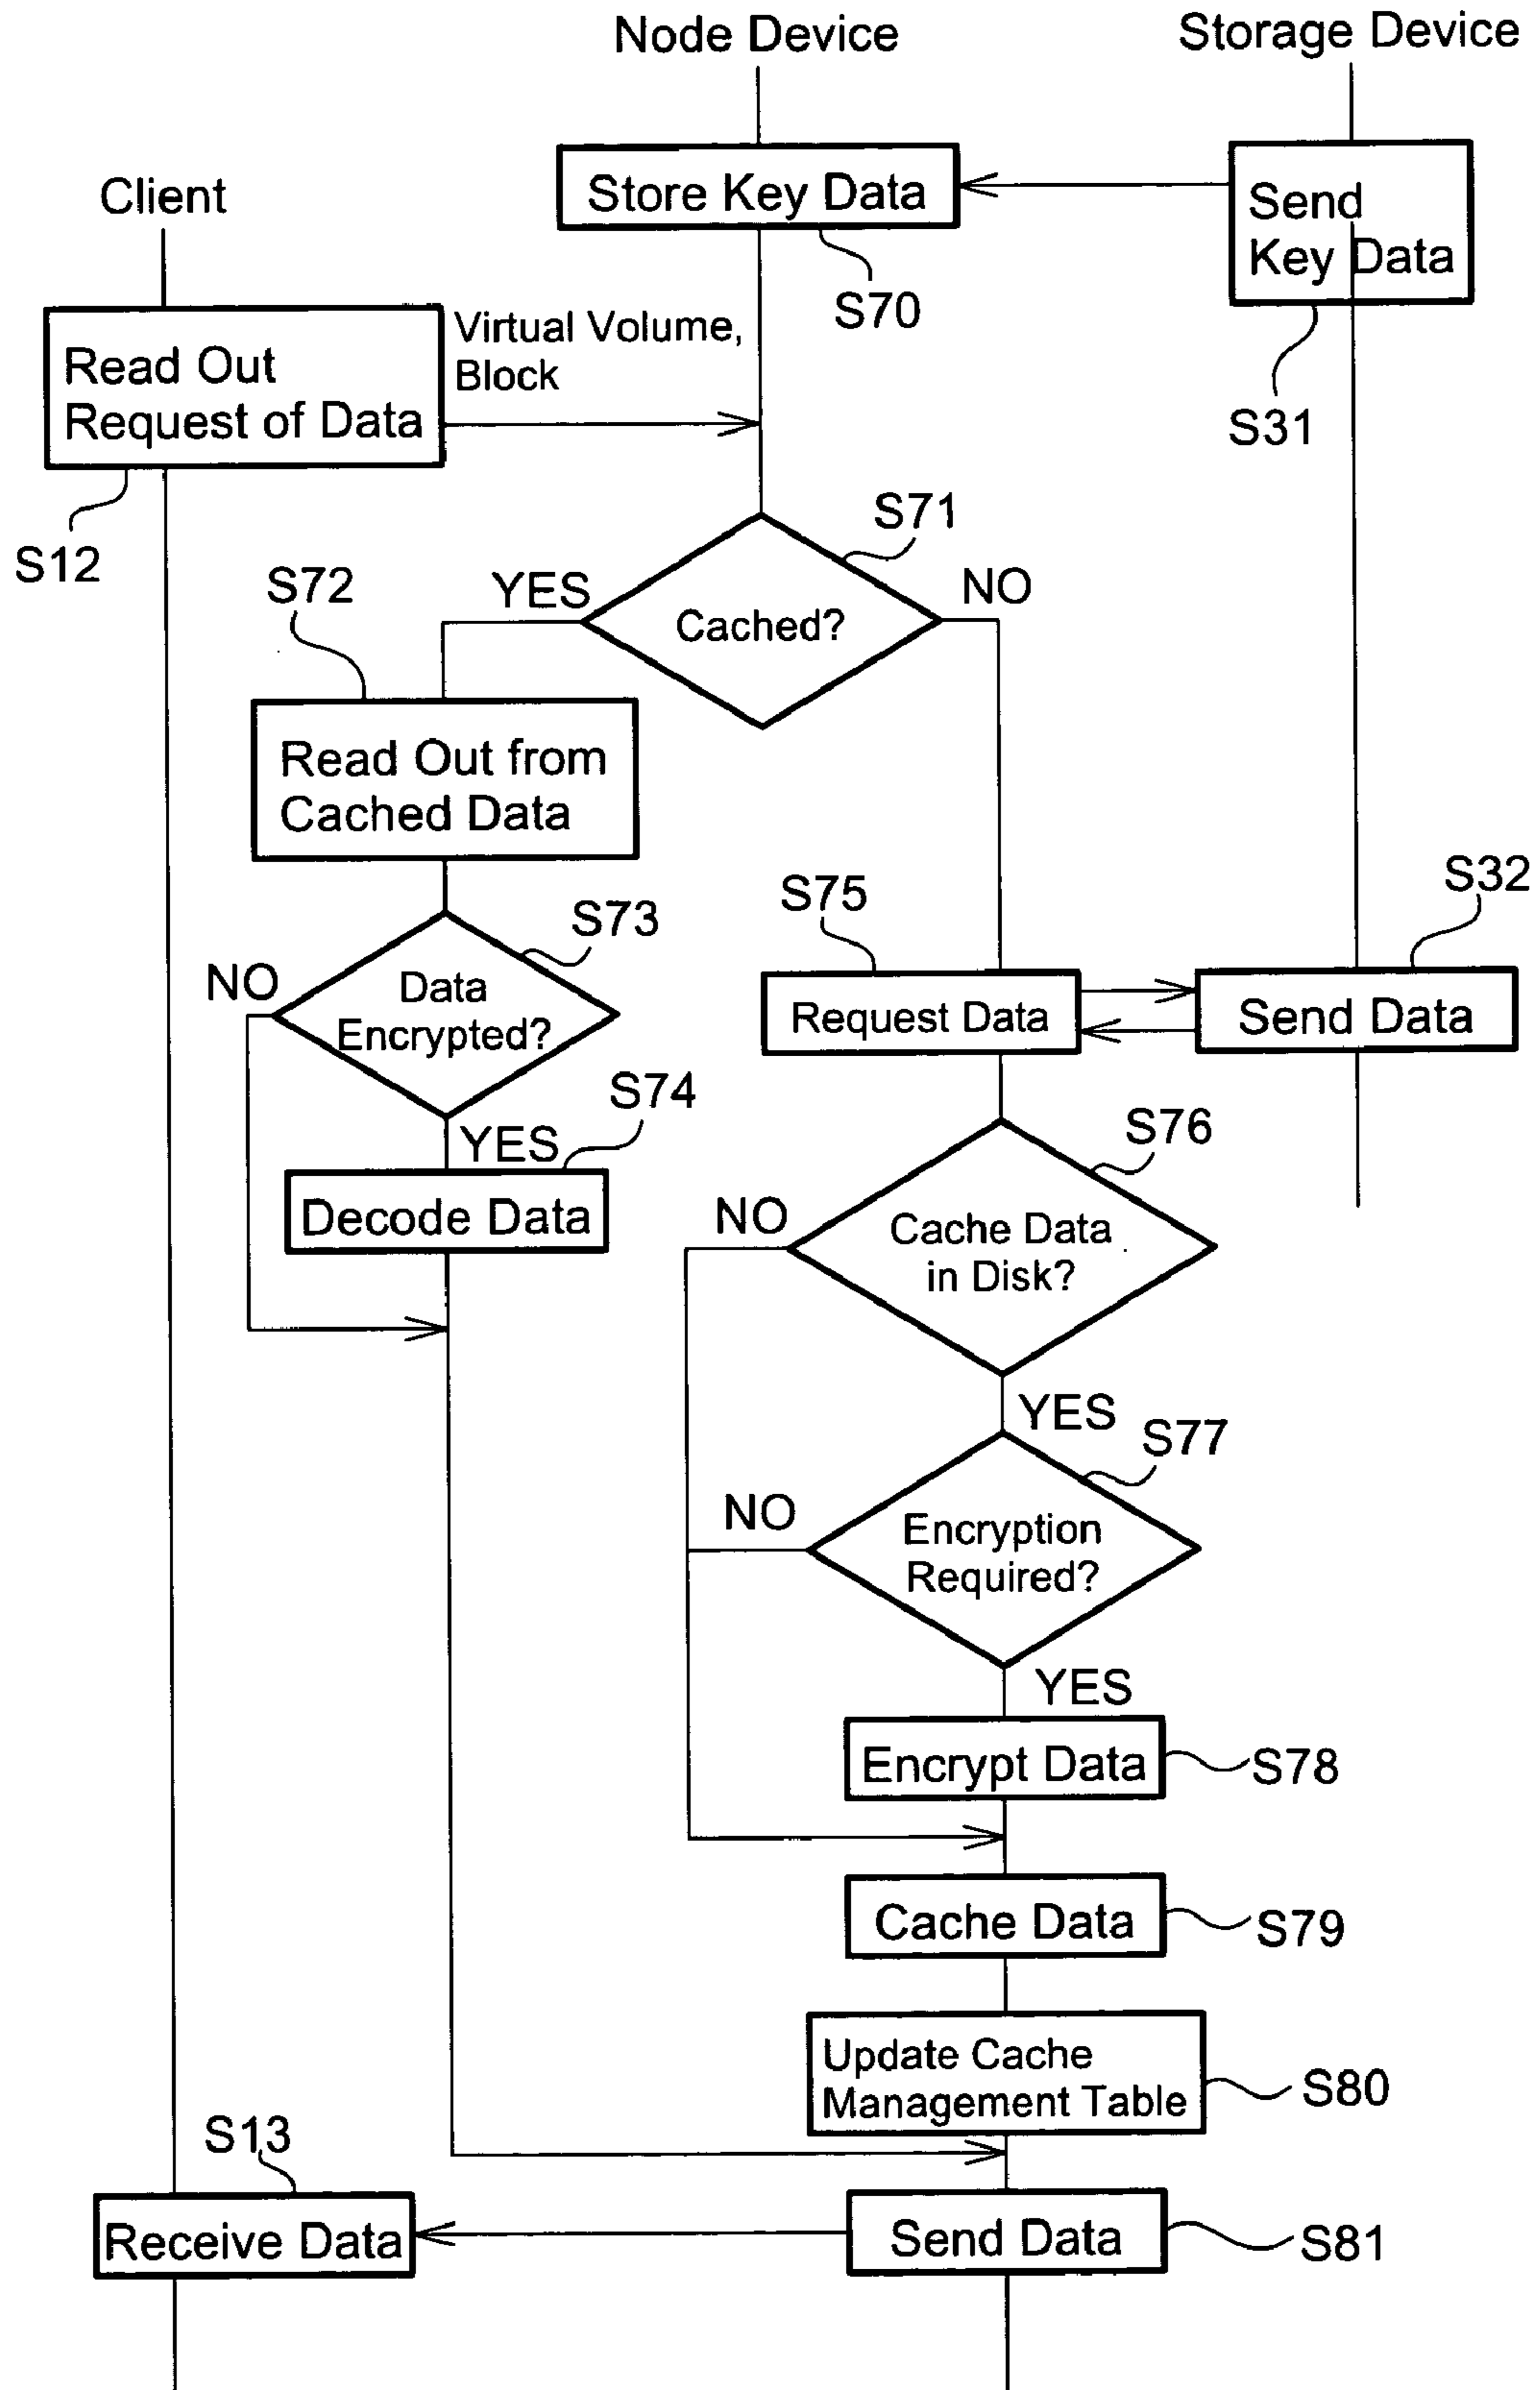 Node Device
Storage Device
Client
Store Key Data
Send
Key Data
S70
Virtual Volume,
Block
Read Out
Request of Data
S31
S12
S71
S72
YES
NO
Cached?
Read Out from
Cached Data
S75
S32
S73
NO
Data
Encrypted?
Request Data
Send Data
S74
YES
S76
Decode Data
NO
Cache Data
in Disk?
YES
S77
NO
Encryption
Required?
YES
Encrypt Data
S78
Cache Data
S79
Update Cache
Management Table
S80
S13
Receive Data
Send Data
S81